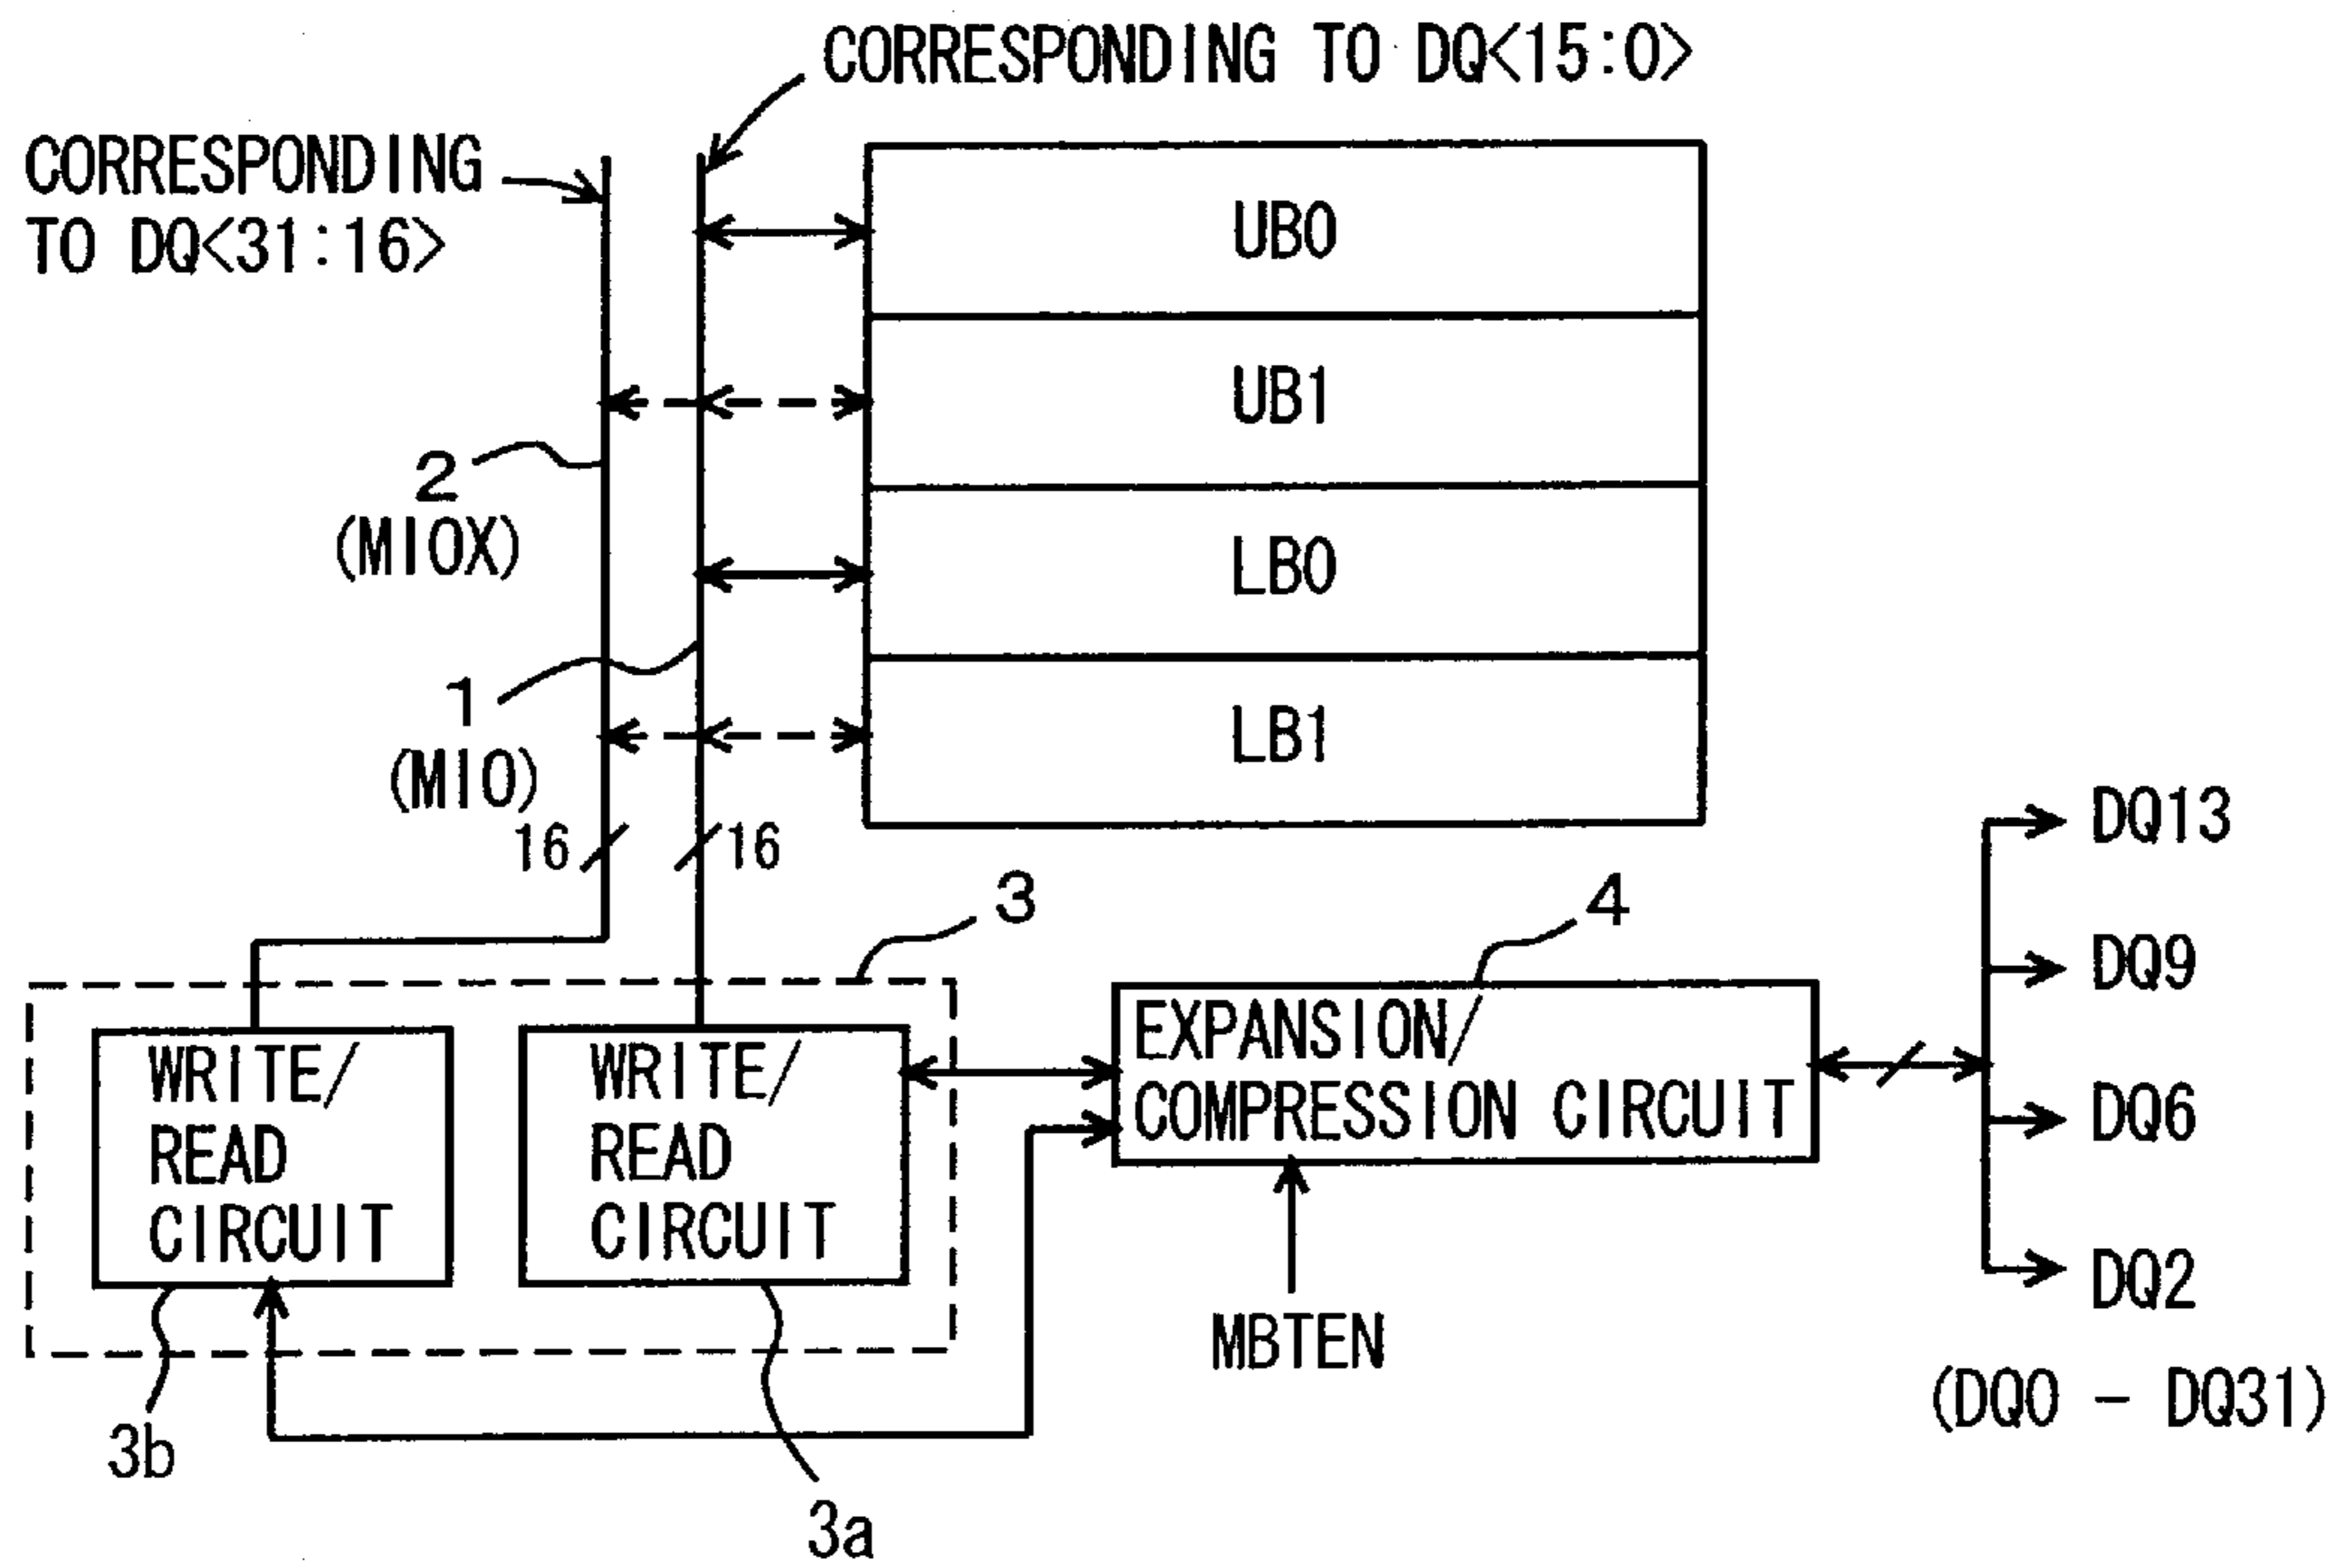 CORRESPONDING TO DQ<15:0>
CORRESPONDING
TO DQ<31:16>
UB0
UB1
2
(MIOX)
LB0
1
(MIO)
LB1
16
16
3
4
DQ13
DQ9
DQ6
DQ2
(DQ0 - DQ31)
WRITE/
READ
CIRCUIT
WRITE/
READ
CIRCUIT
EXPANSION/
COMPRESSION CIRCUIT
MBTEN
3b
3a